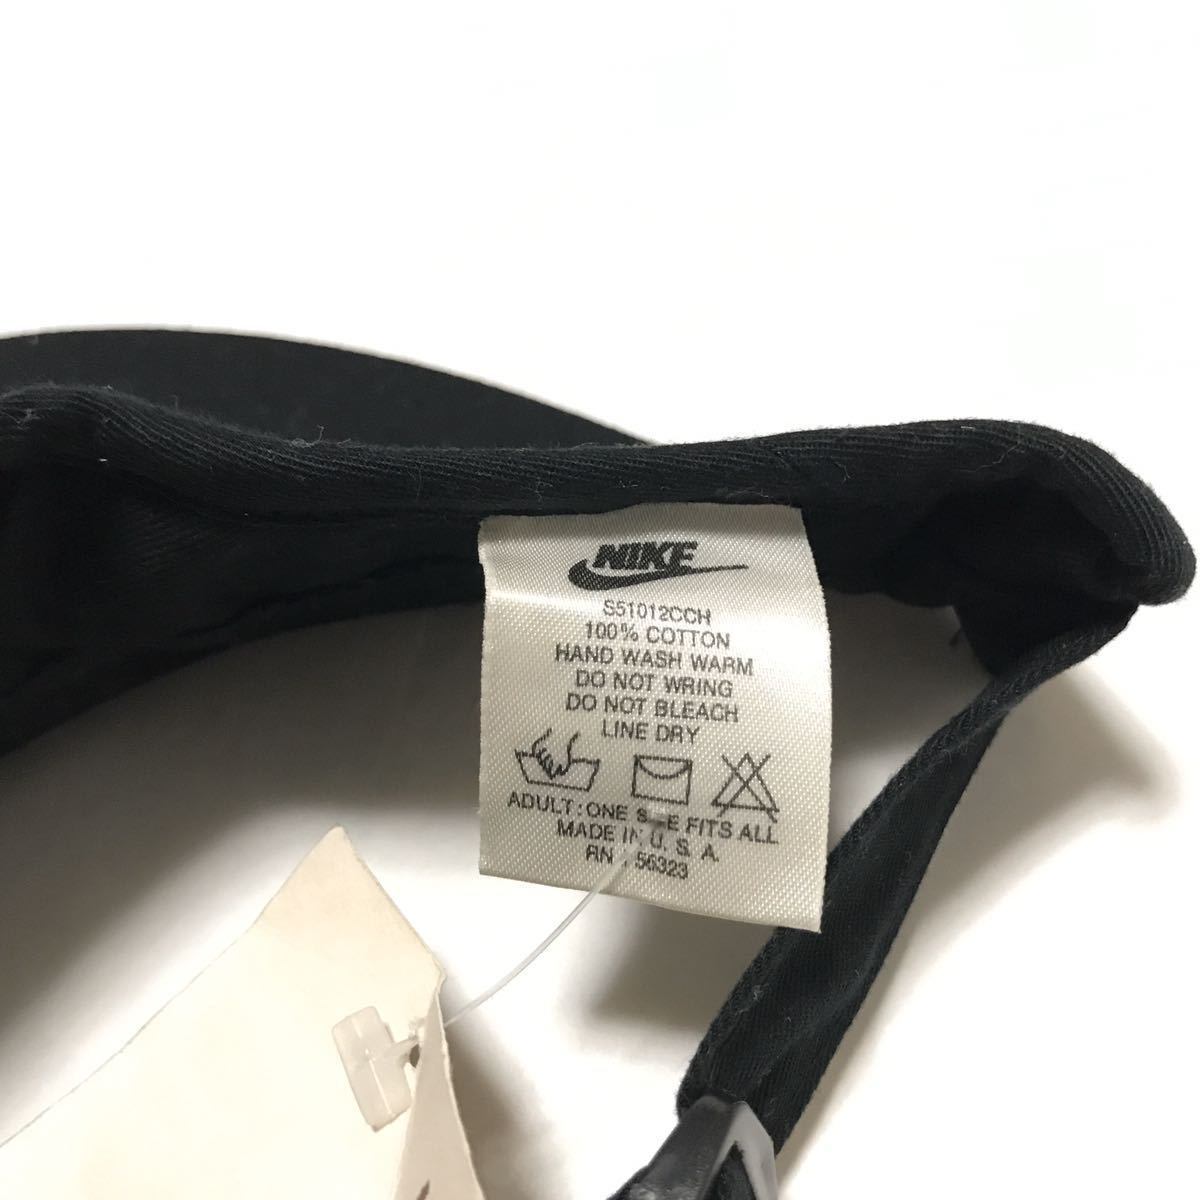 NIKE
S51012CCH
100% COTTON
HAND WASH WARM
DO NOT WRING
DO NOT BLEACH
LINE DRY
ADULT: ONE FITS ALL
MADE IN U. S. A.
RN 56323